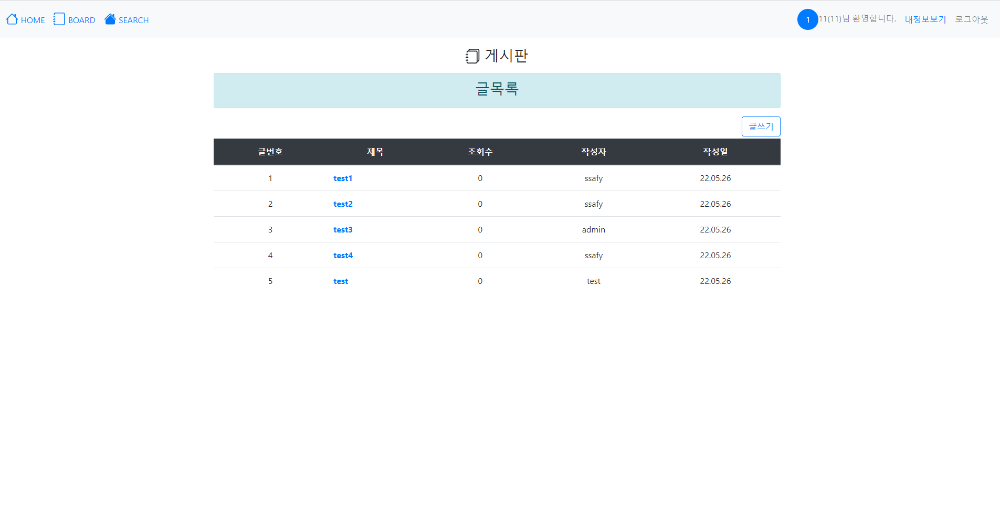 HOME BOARD SEARCH 1 11(11)님 환영합니다. 내정보보기 로그아웃
게시판
글목록
글쓰기
글번호 제목 조회수 작성자 작성일
1 test1 0 ssafy 22.05.26
2 test2 0 ssafy 22.05.26
3 test3 0 admin 22.05.26
4 test4 0 ssafy 22.05.26
5 test 0 test 22.05.26